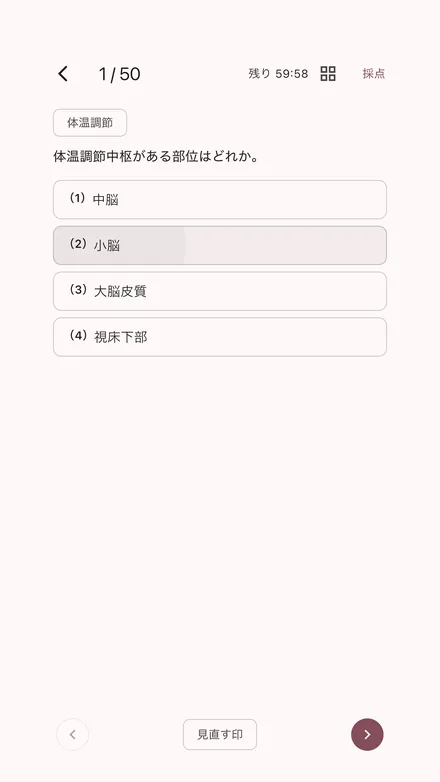 1/50 残り 59:58 採点
体温調節
体温調節中枢がある部位はどれか。
(1) 中脳
(2) 小脳
(3) 大脳皮質
(4) 視床下部
見直す印